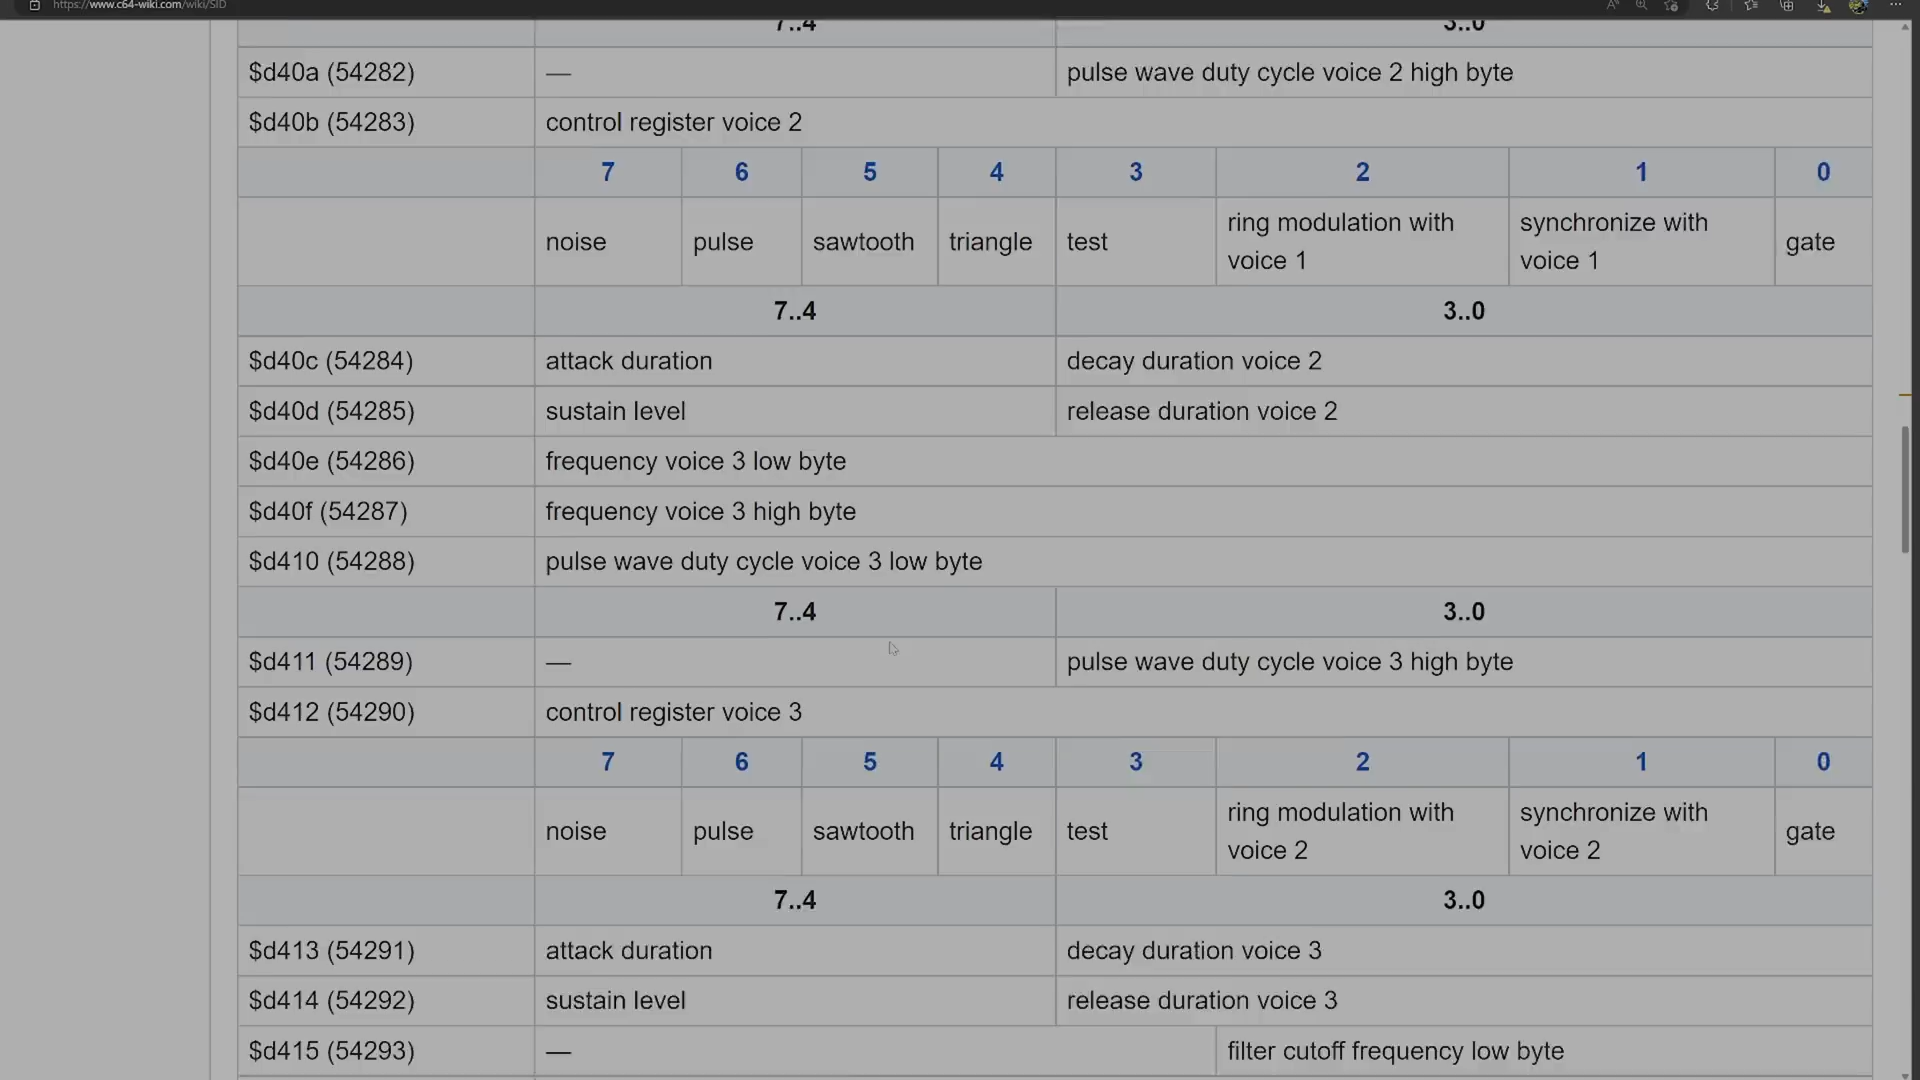 https://www.c64-wiki.com/wiki/SID
7..4 3..0
$d40a (54282) — pulse wave duty cycle voice 2 high byte
$d40b (54283) control register voice 2
7 6 5 4 3 2 1 0
noise pulse sawtooth triangle test ring modulation with voice 1 synchronize with voice 1 gate
7..4 3..0
$d40c (54284) attack duration decay duration voice 2
$d40d (54285) sustain level release duration voice 2
$d40e (54286) frequency voice 3 low byte
$d40f (54287) frequency voice 3 high byte
$d410 (54288) pulse wave duty cycle voice 3 low byte
7..4 3..0
$d411 (54289) — pulse wave duty cycle voice 3 high byte
$d412 (54290) control register voice 3
7 6 5 4 3 2 1 0
noise pulse sawtooth triangle test ring modulation with voice 2 synchronize with voice 2 gate
7..4 3..0
$d413 (54291) attack duration decay duration voice 3
$d414 (54292) sustain level release duration voice 3
$d415 (54293) — filter cutoff frequency low byte